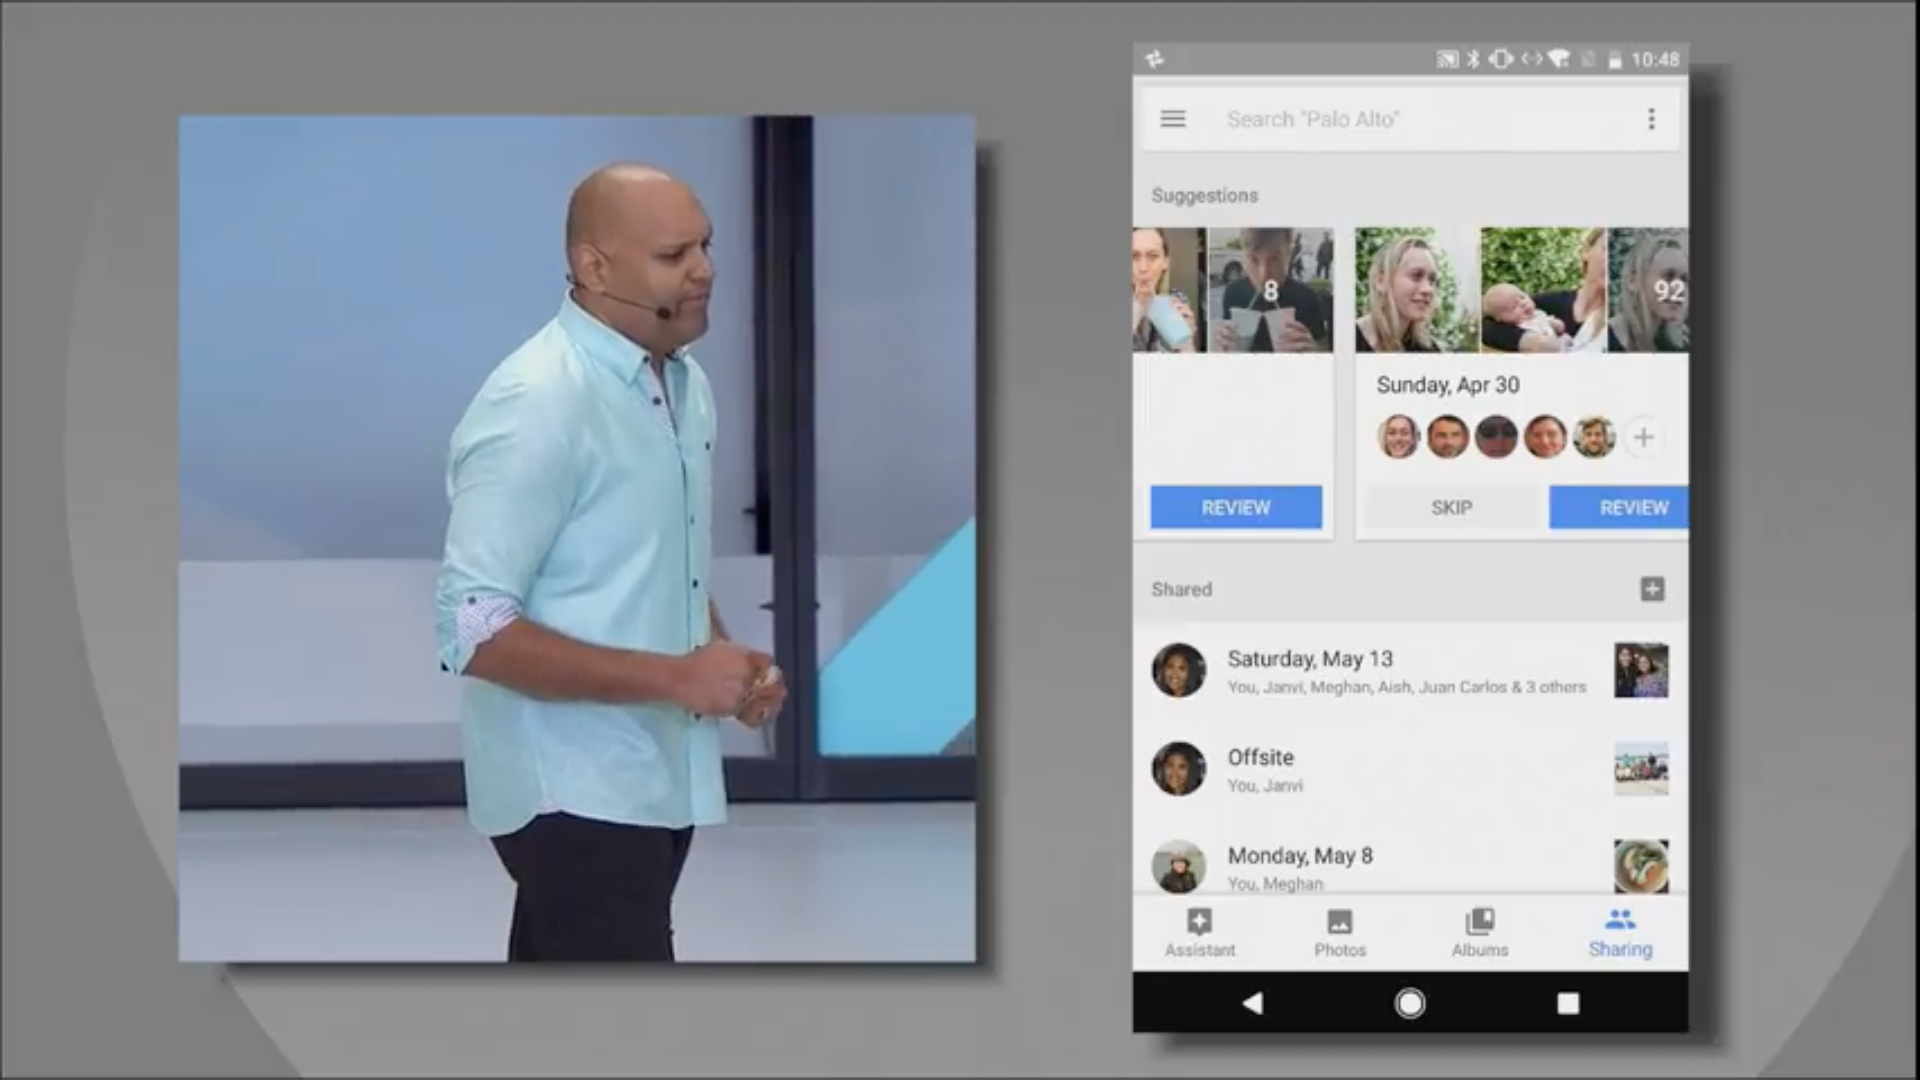 10:48
Search "Palo Alto"
Suggestions
8
92
Sunday, Apr 30
REVIEW
SKIP
REVIEW
Shared
Saturday, May 13
You, Janvi, Meghan, Aish, Juan Carlos & 3 others
Offsite
You, Janvi
Monday, May 8
You, Meghan
Assistant
Photos
Albums
Sharing